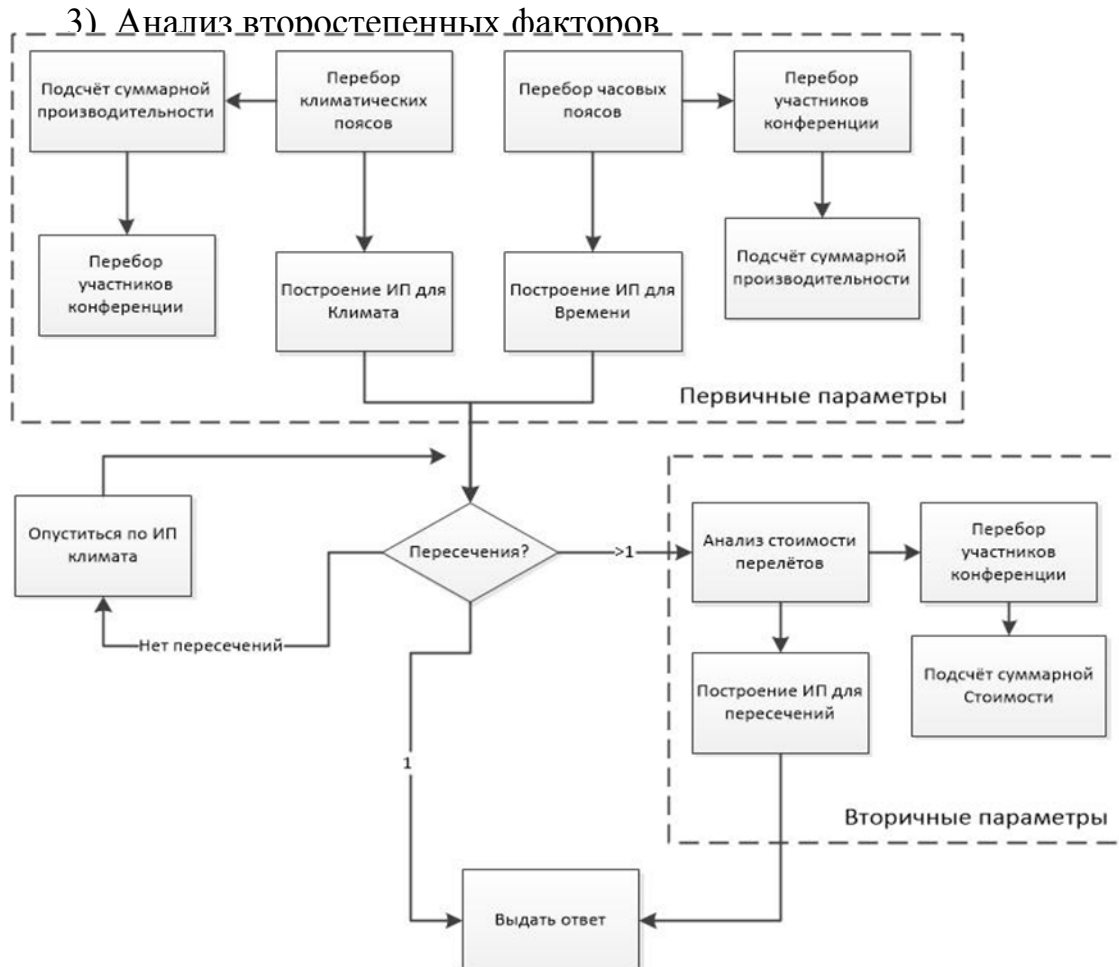 3) Анализ второстепенных факторов
Подсчёт суммарной
производительности
Перебор
климатических
поясов
Перебор часовых
поясов
Перебор
участников
конференции
Перебор
участников
конференции
Построение ИП для
Климата
Построение ИП для
Времени
Подсчёт суммарной
производительности
Первичные параметры
Опуститься по ИП
климата
Пересечения?
>1
Анализ стоимости
перелётов
Перебор
участников
конференции
Нет пересечений
Построение ИП для
пересечений
Подсчёт суммарной
Стоимости
1
Вторичные параметры
Выдать ответ